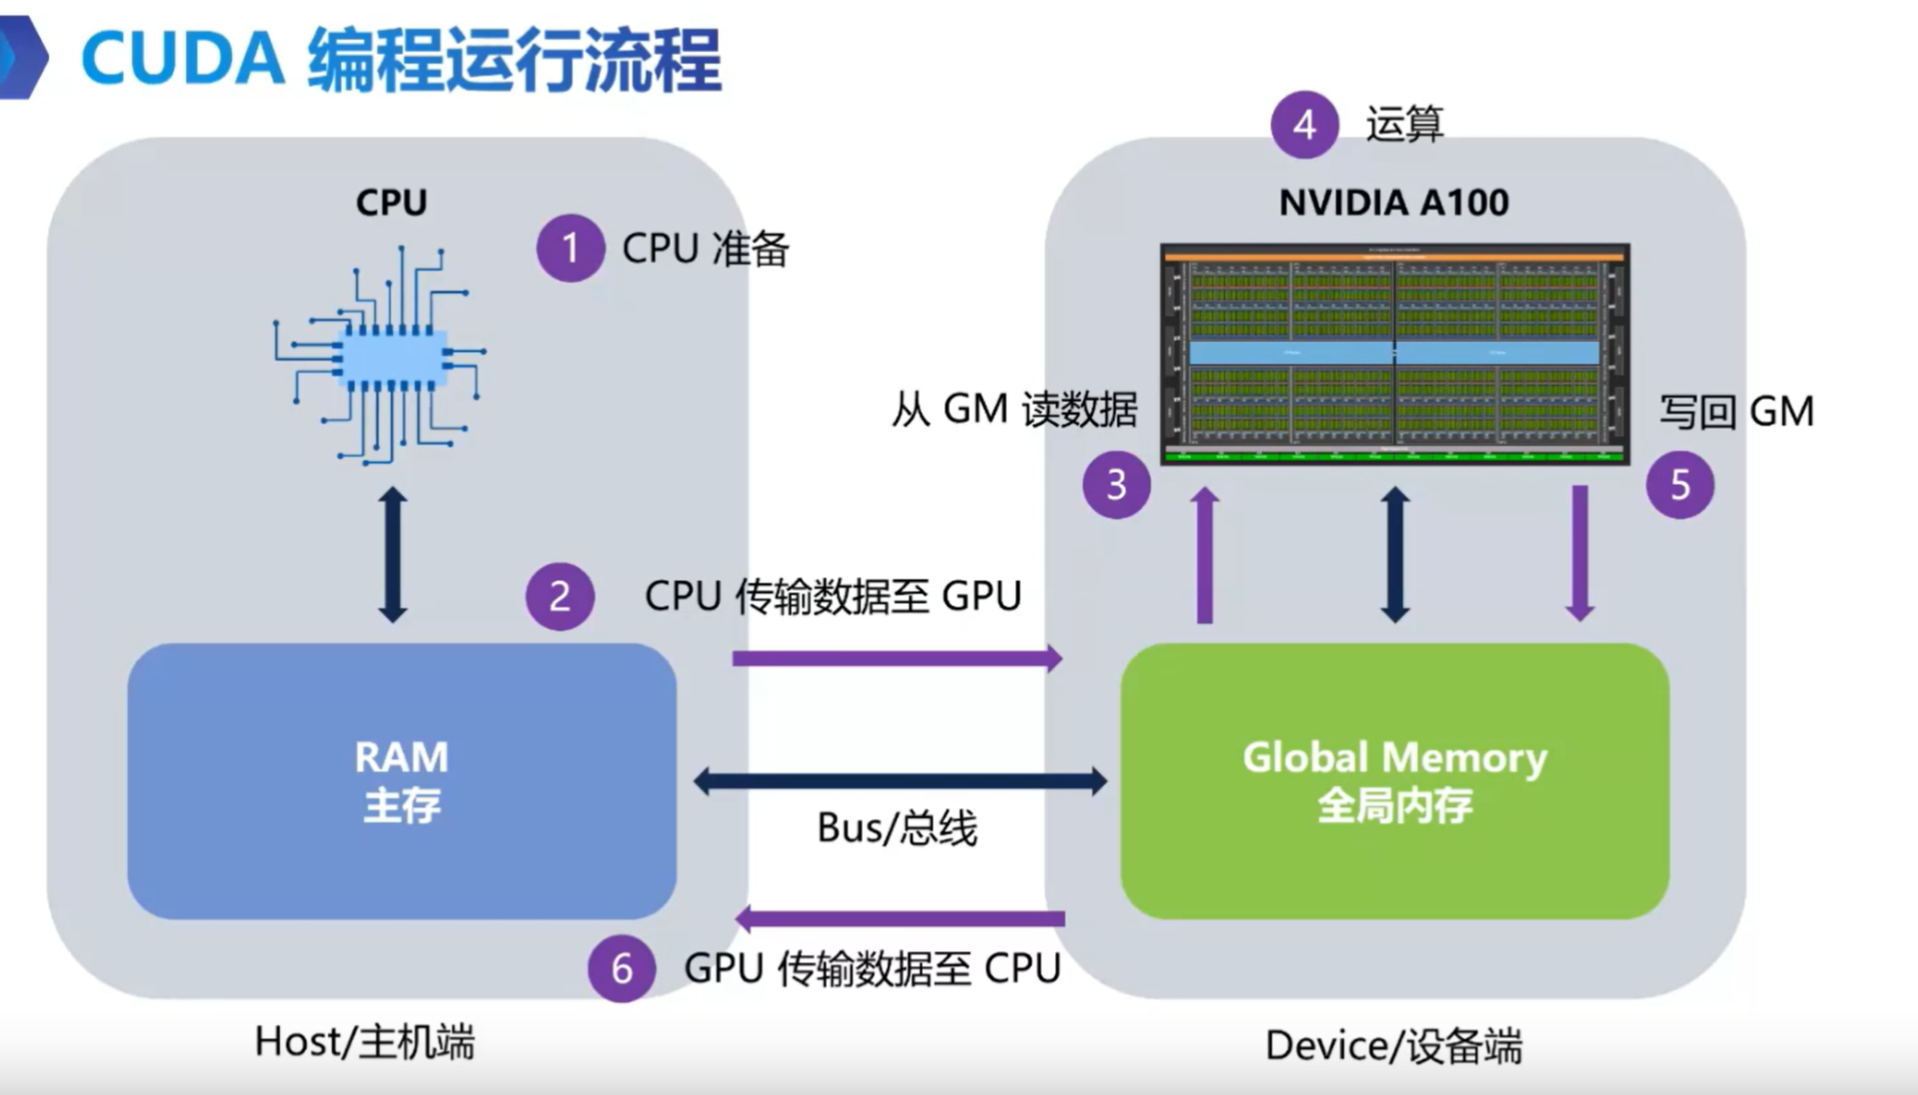 CUDA 编程运行流程
4 运算
CPU
NVIDIA A100
1 CPU 准备
从 GM 读数据
写回 GM
3
5
2 CPU 传输数据至 GPU
RAM
主存
Global Memory
全局内存
Bus/总线
6 GPU 传输数据至 CPU
Host/主机端
Device/设备端